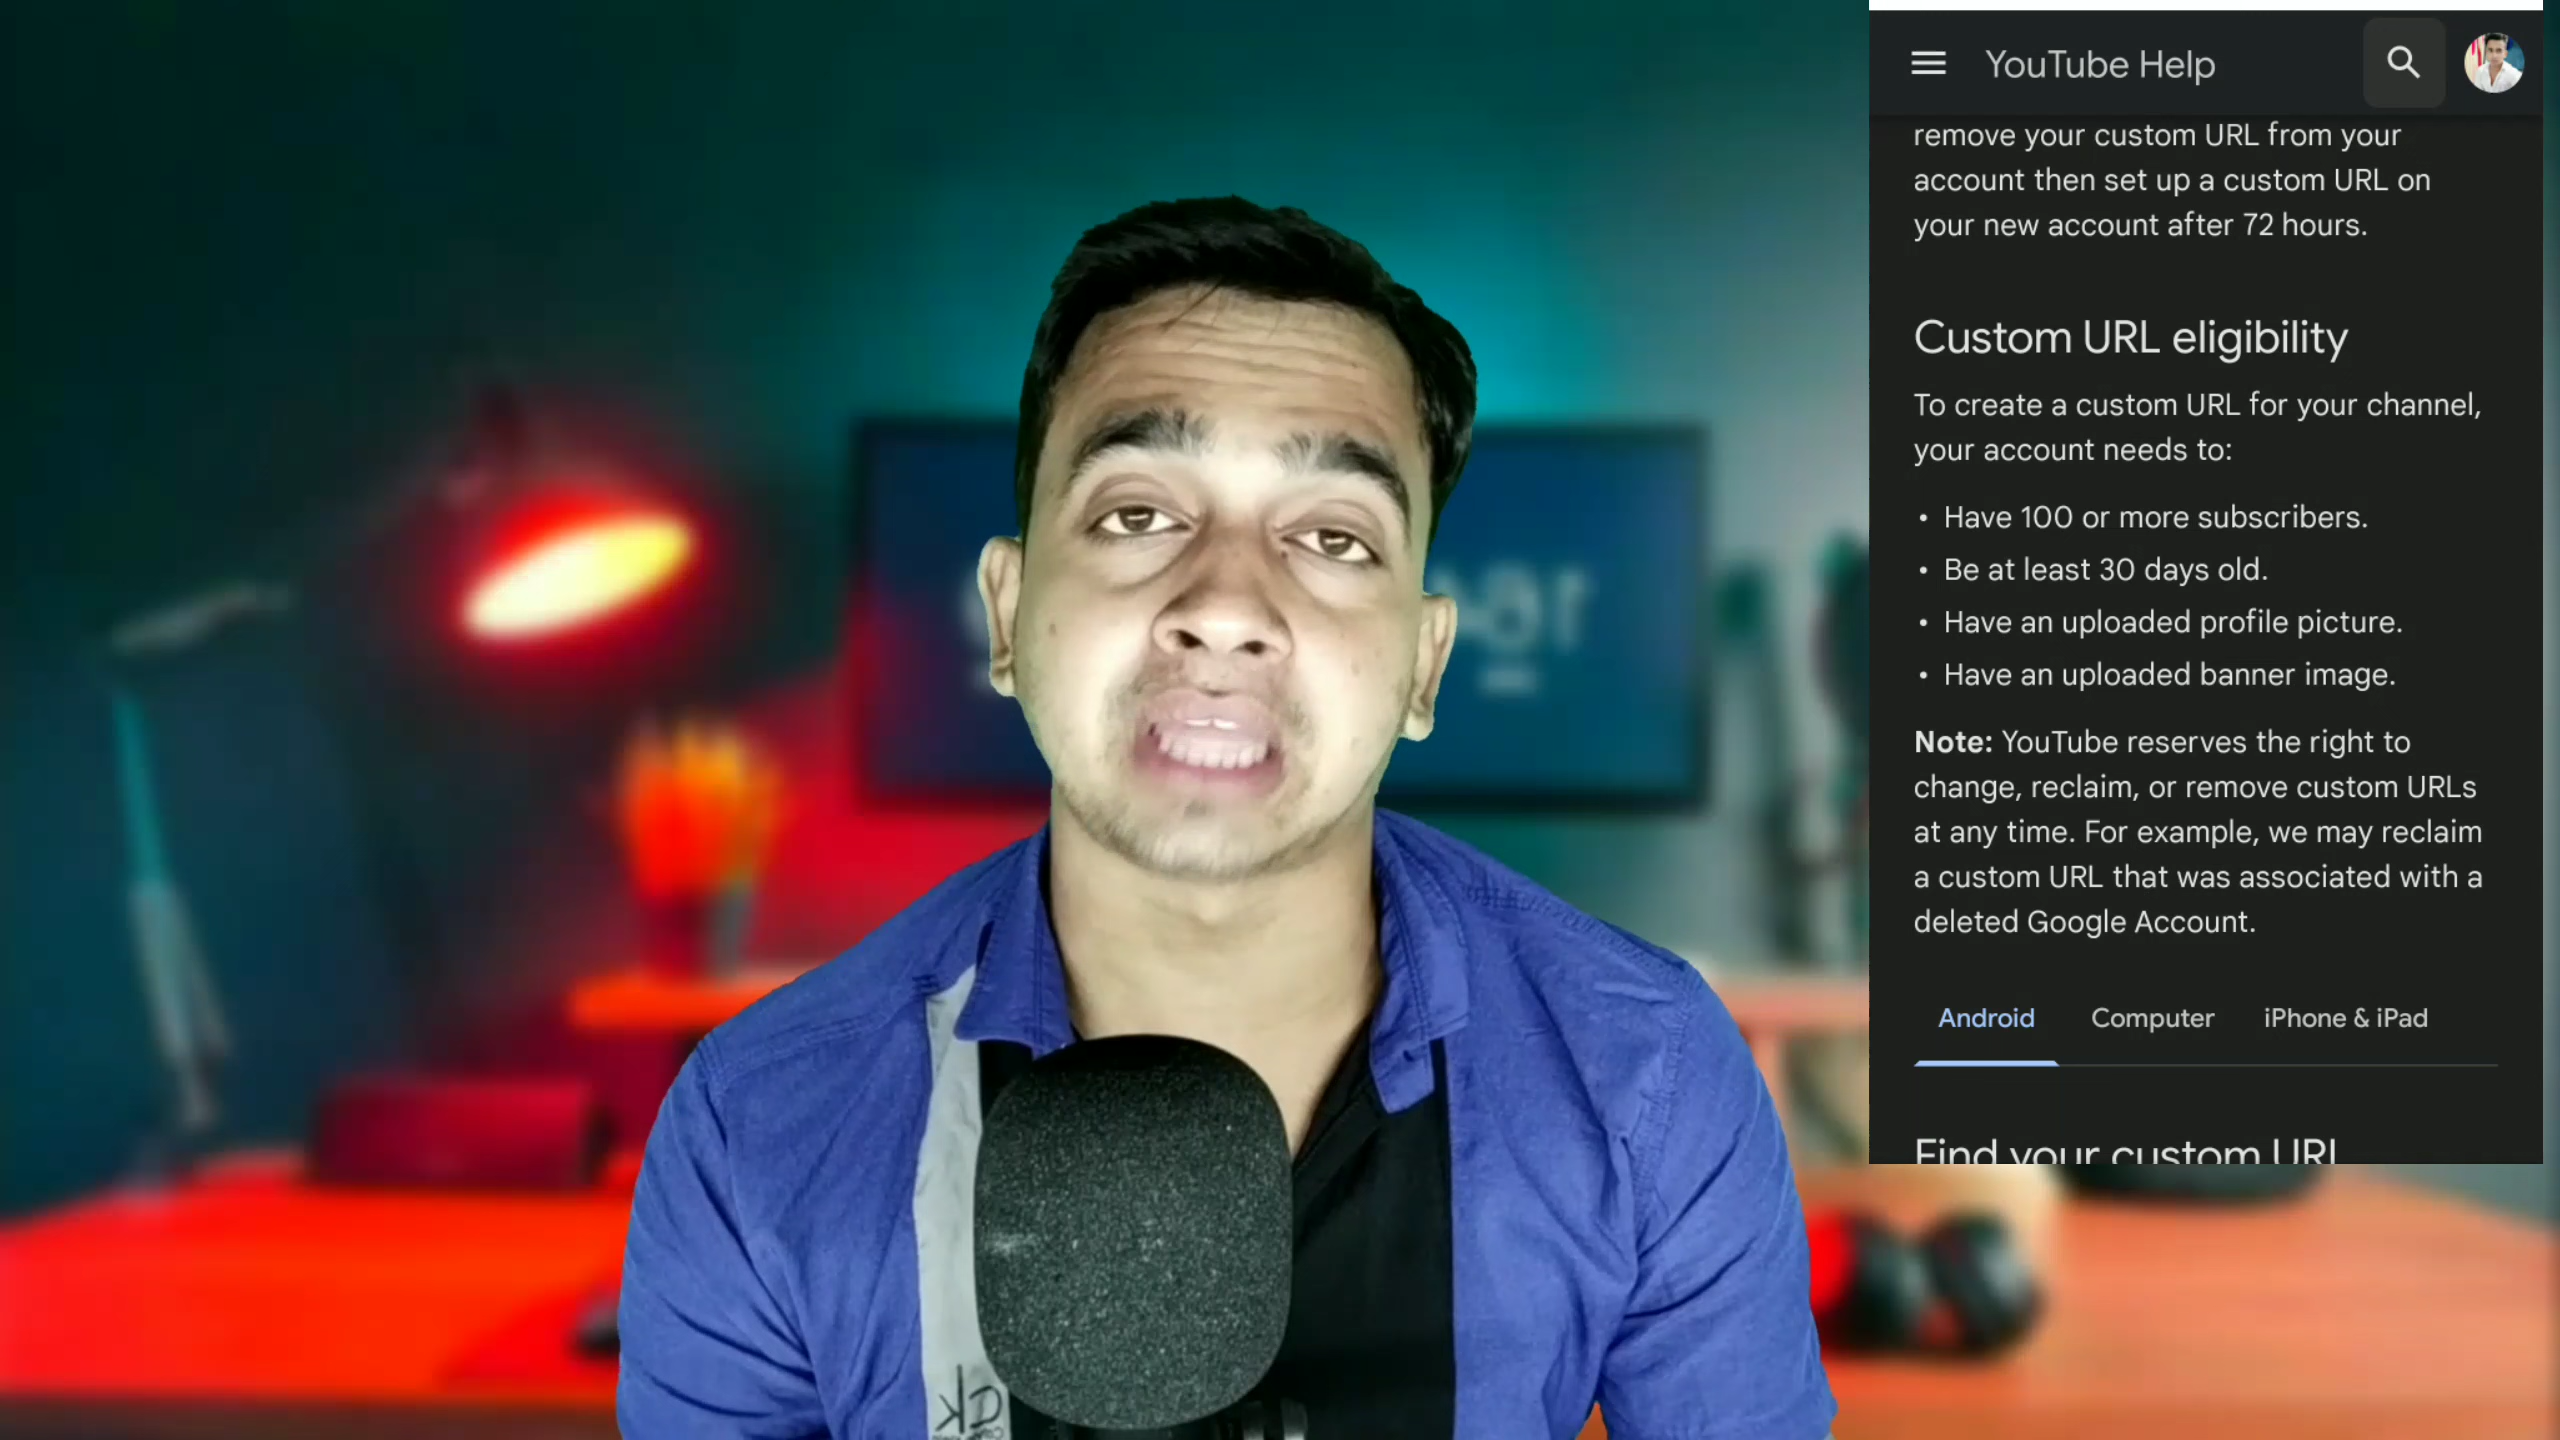 YouTube Help
remove your custom URL from your
account then set up a custom URL on
your new account after 72 hours.
Custom URL eligibility
To create a custom URL for your channel,
your account needs to:
• Have 100 or more subscribers.
• Be at least 30 days old.
• Have an uploaded profile picture.
• Have an uploaded banner image.
Note: YouTube reserves the right to
change, reclaim, or remove custom URLs
at any time. For example, we may reclaim
a custom URL that was associated with a
deleted Google Account.
Android Computer iPhone & iPad
Find your custom URL